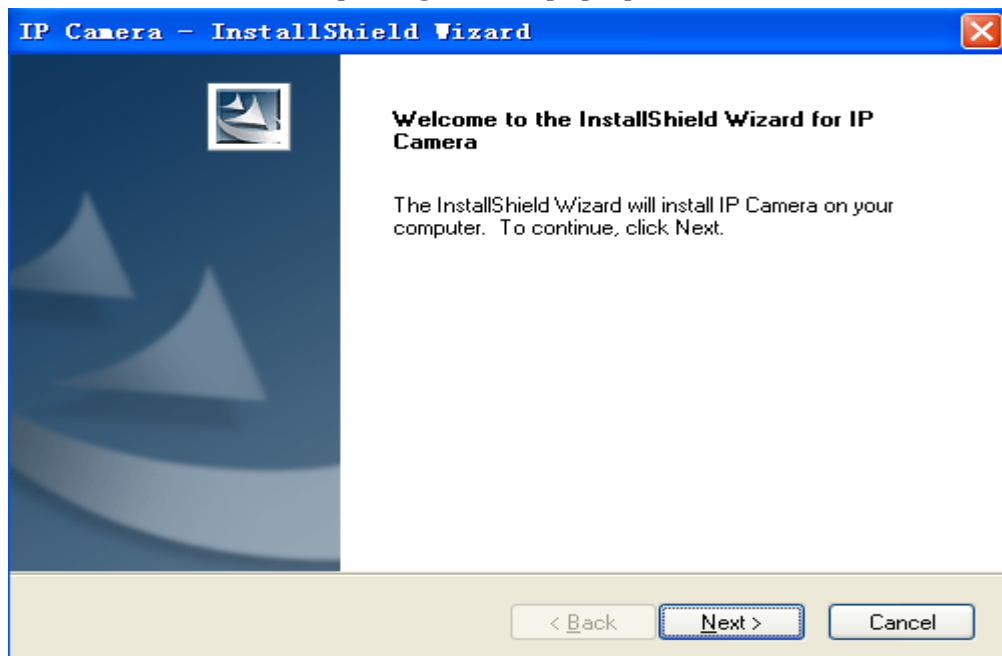 IP Camera - InstallShield Wizard
Welcome to the InstallShield Wizard for IP
Camera
The InstallShield Wizard will install IP Camera on your
computer. To continue, click Next.
< Back
Next >
Cancel